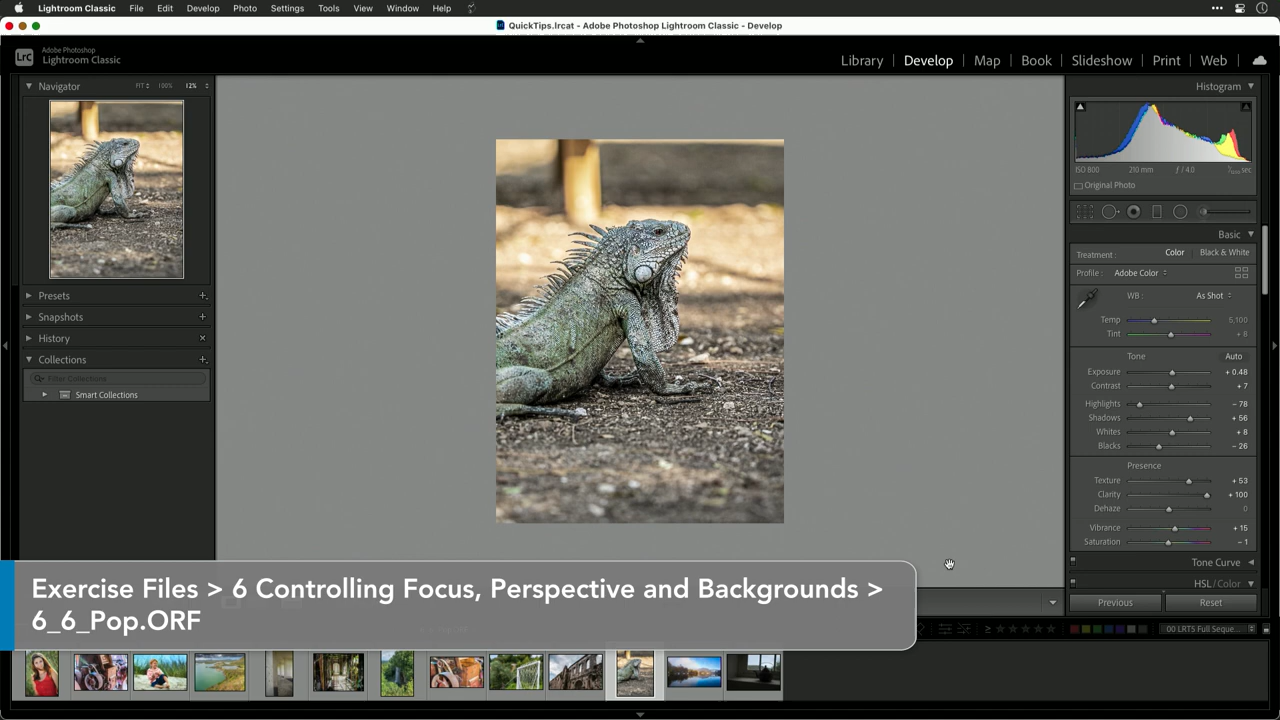 Lightroom Classic File Edit Develop Photo Settings Tools View Window Help
QuickTips.lrcat - Adobe Photoshop Lightroom Classic - Develop
Lrc Adobe Photoshop
Lightroom Classic
Library Develop Map Book Slideshow Print Web
Navigator FIT 100% 12%
Histogram
ISO 800 210 mm ƒ / 4.0
Original Photo
Basic
Treatment : Color Black & White
Profile : Adobe Color
WB : As Shot
Temp 5,100
Tint + 8
Tone Auto
Exposure + 0.48
Contrast + 7
Highlights − 78
Shadows + 56
Whites + 8
Blacks − 26
Presence
Texture + 53
Clarity + 100
Dehaze 0
Vibrance + 15
Saturation − 1
Tone Curve
HSL / Color
Previous Reset
Presets
Snapshots
History
Collections
Filter Collections
Smart Collections
Exercise Files > 6 Controlling Focus, Perspective and Backgrounds >
6_6_Pop.ORF
00 LRTS Full Seque...